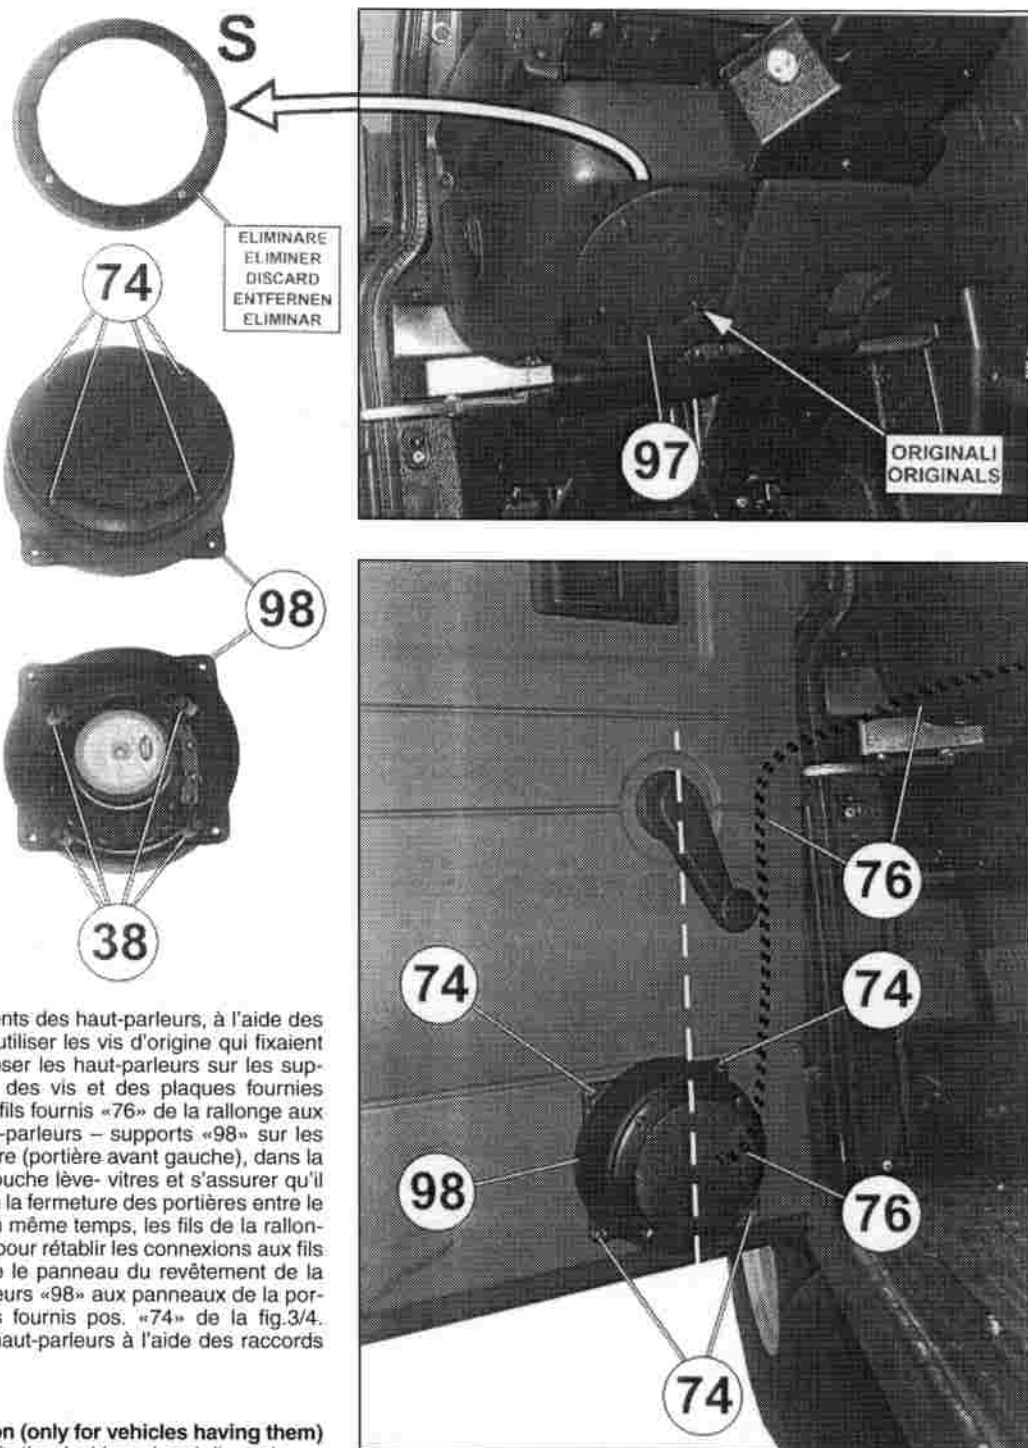 S
ELIMINARE
ELIMINER
DISCARD
ENTFERNEN
ELIMINAR
74
98
38
97
ORIGINALI
ORIGINALS
76
74
74
98
76
74
ents des haut-parleurs, à l'aide des
utiliser les vis d'origine qui fixaient
ser les haut-parleurs sur les sup-
des vis et des plaques fournies
fils fournis «76» de la rallonge aux
-parleurs – supports «98» sur les
re (portière avant gauche), dans la
ouche lève- vitres et s'assurer qu'il
la fermeture des portières entre le
même temps, les fils de la rallon-
pour rétablir les connexions aux fils
le panneau du revêtement de la
eurs «98» aux panneaux de la por-
fournis pos. «74» de la fig.3/4.
haut-parleurs à l'aide des raccords
on (only for vehicles having them)